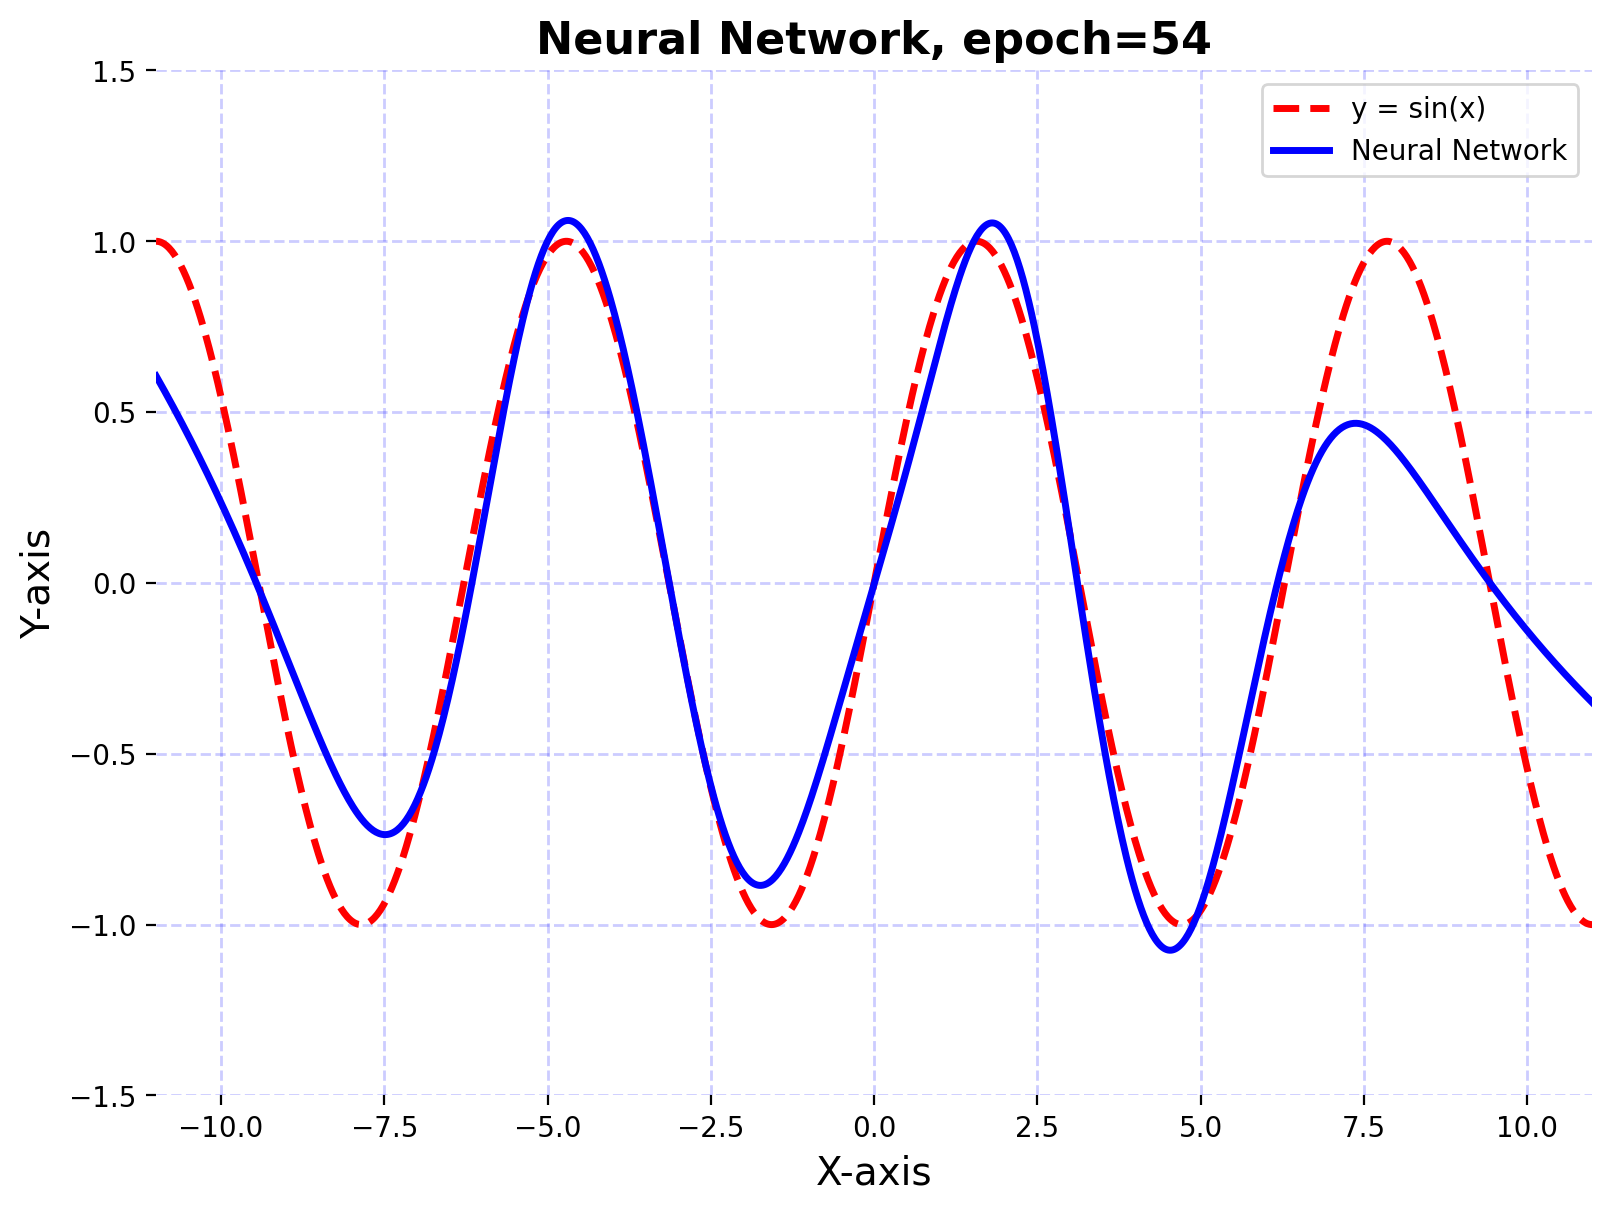 Neural Network, epoch=54
1.5
1.0
0.5
0.0
−0.5
−1.0
−1.5
Y-axis
y = sin(x)
Neural Network
−10.0 −7.5 −5.0 −2.5 0.0 2.5 5.0 7.5 10.0
X-axis